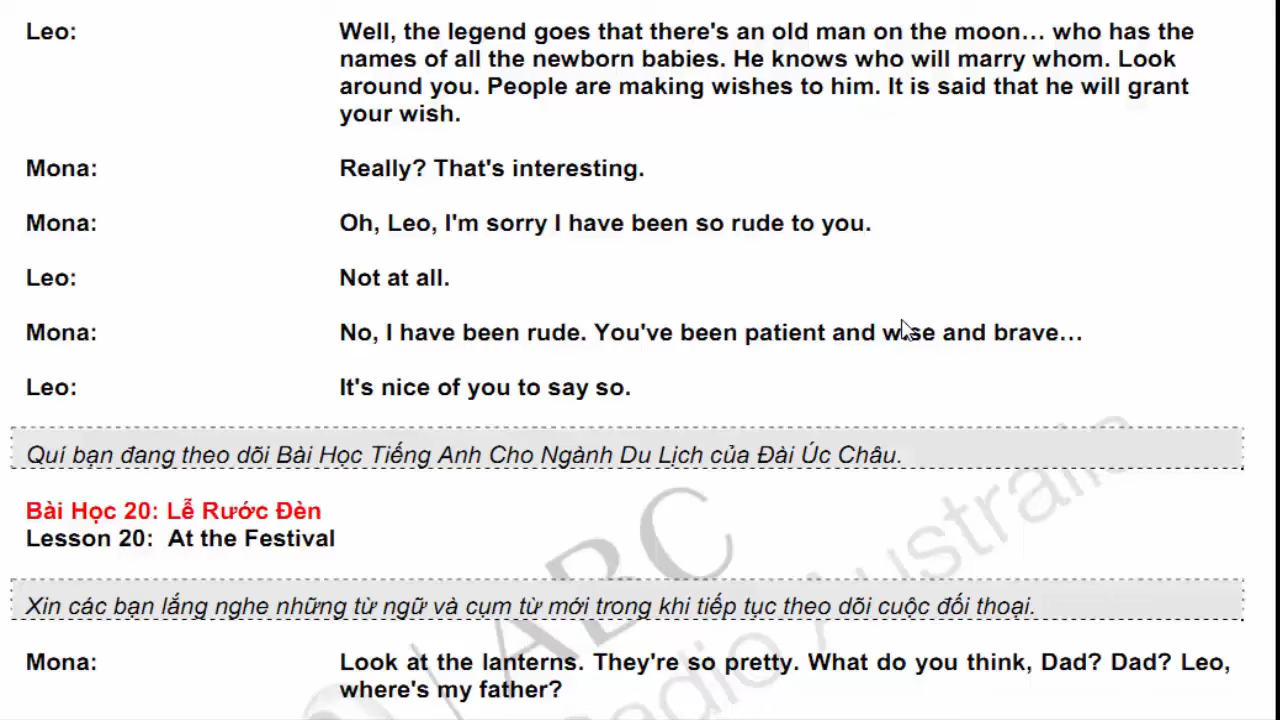 Leo: Well, the legend goes that there's an old man on the moon… who has the
names of all the newborn babies. He knows who will marry whom. Look
around you. People are making wishes to him. It is said that he will grant
your wish.
Mona: Really? That's interesting.
Mona: Oh, Leo, I'm sorry I have been so rude to you.
Leo: Not at all.
Mona: No, I have been rude. You've been patient and wise and brave…
Leo: It's nice of you to say so.
Quí bạn đang theo dõi Bài Học Tiếng Anh Cho Ngành Du Lịch của Đài Úc Châu.
Bài Học 20: Lễ Rước Đèn
Lesson 20: At the Festival
Xin các bạn lắng nghe những từ ngữ và cụm từ mới trong khi tiếp tục theo dõi cuộc đối thoại.
Mona: Look at the lanterns. They're so pretty. What do you think, Dad? Dad? Leo,
where's my father?
ABC
Radio Australia